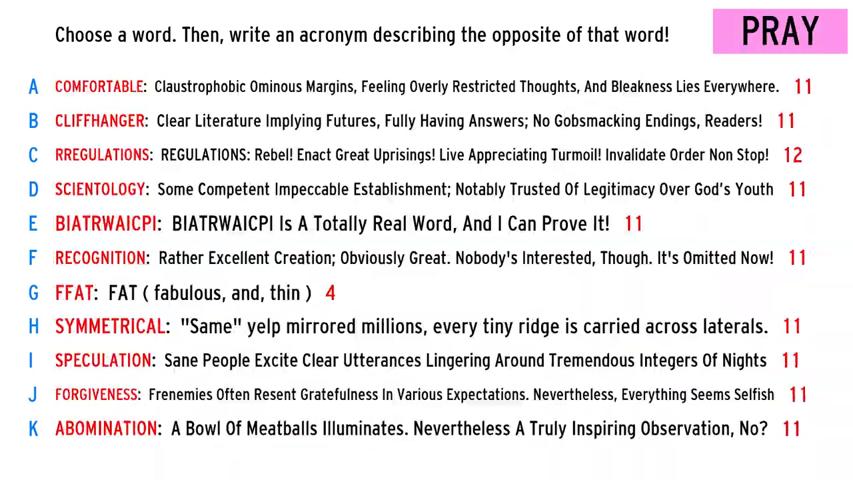 Choose a word. Then, write an acronym describing the opposite of that word!
PRAY
A COMFORTABLE: Claustrophobic Ominous Margins, Feeling Overly Restricted Thoughts, And Bleakness Lies Everywhere. 11
B CLIFFHANGER: Clear Literature Implying Futures, Fully Having Answers; No Gobsmacking Endings, Readers! 11
C RREGULATIONS: REGULATIONS: Rebel! Enact Great Uprisings! Live Appreciating Turmoil! Invalidate Order Non Stop! 12
D SCIENTOLOGY: Some Competent Impeccable Establishment; Notably Trusted Of Legitimacy Over God's Youth 11
E BIATRWAICPI: BIATRWAICPI Is A Totally Real Word, And I Can Prove It! 11
F RECOGNITION: Rather Excellent Creation; Obviously Great. Nobody's Interested, Though. It's Omitted Now! 11
G FFAT: FAT ( fabulous, and, thin ) 4
H SYMMETRICAL: "Same" yelp mirrored millions, every tiny ridge is carried across laterals. 11
I SPECULATION: Sane People Excite Clear Utterances Lingering Around Tremendous Integers Of Nights 11
J FORGIVENESS: Frenemies Often Resent Gratefulness In Various Expectations. Nevertheless, Everything Seems Selfish 11
K ABOMINATION: A Bowl Of Meatballs Illuminates. Nevertheless A Truly Inspiring Observation, No? 11